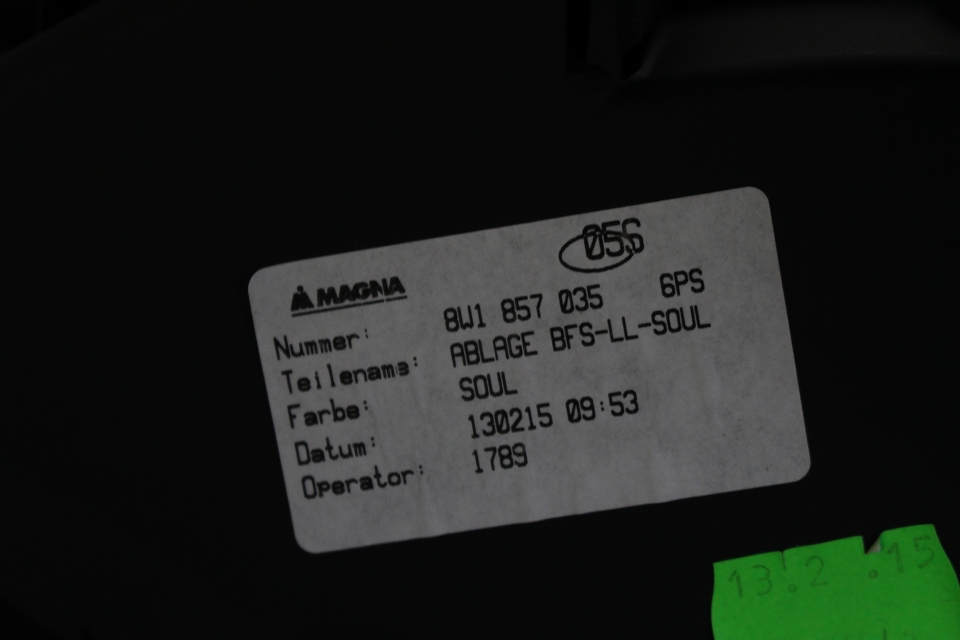 05S
MAGNA
Nummer: 8W1 857 035 6PS
Teilename: ABLAGE BFS-LL-SOUL
Farbe: SOUL
Datum: 130215 09:53
Operator: 1789
13.2.15